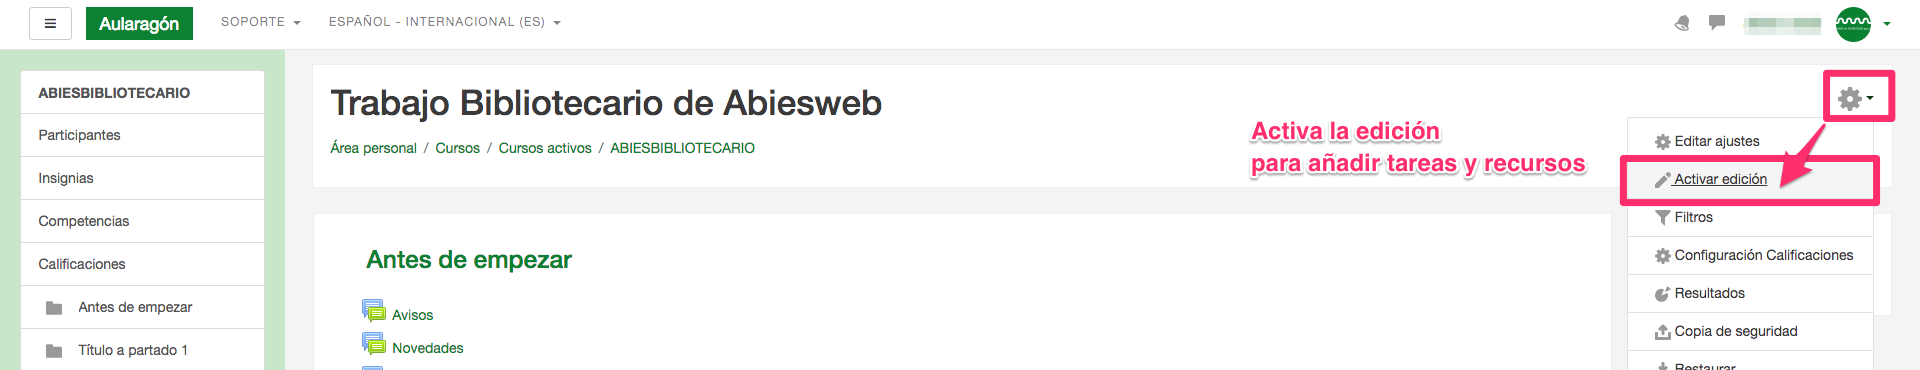 Aularagón
SOPORTE
ESPAÑOL - INTERNACIONAL (ES)
ABIESBIBLIOTECARIO
Participantes
Insignias
Competencias
Calificaciones
Antes de empezar
Título a partado 1
Trabajo Bibliotecario de Abiesweb
Área personal / Cursos / Cursos activos / ABIESBIBLIOTECARIO
Activa la edición
para añadir tareas y recursos
Antes de empezar
Avisos
Novedades
Editar ajustes
Activar edición
Filtros
Configuración Calificaciones
Resultados
Copia de seguridad
Restaurar